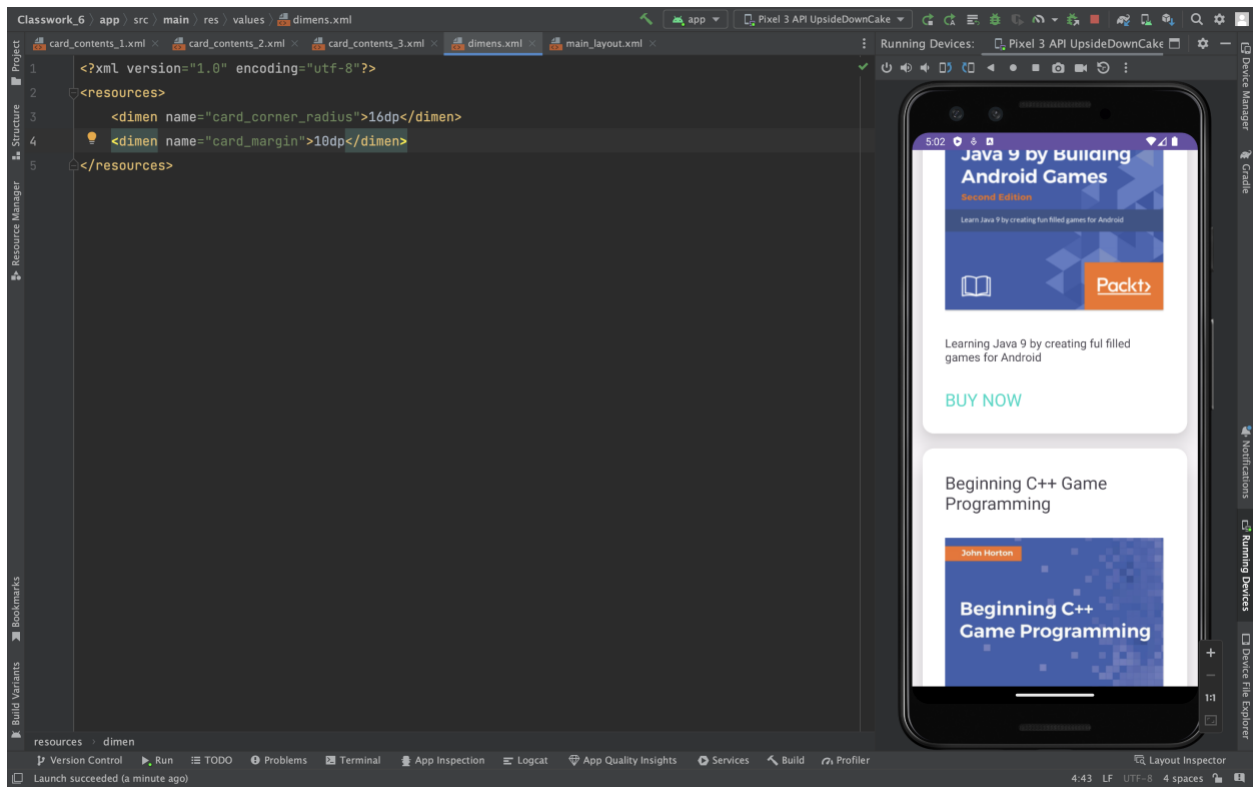 Classwork_6 app src main res values dimens.xml
app Pixel 3 API UpsideDownCake
card_contents_1.xml card_contents_2.xml card_contents_3.xml dimens.xml main_layout.xml
Running Devices: Pixel 3 API UpsideDownCake
1 <?xml version="1.0" encoding="utf-8"?>
2 <resources>
3 <dimen name="card_corner_radius">16dp</dimen>
4 <dimen name="card_margin">10dp</dimen>
5 </resources>
Project
Structure
Resource Manager
Bookmarks
Build Variants
5:02
Java 9 by Building
Android Games
Second Edition
Learn Java 9 by creating fun filled games for Android
Packt>
Learning Java 9 by creating ful filled
games for Android
BUY NOW
Beginning C++ Game
Programming
John Horton
Beginning C++
Game Programming
1:1
Device Manager
Gradle
Notifications
Running Devices
Device File Explorer
resources dimen
Version Control Run TODO Problems Terminal App Inspection Logcat App Quality Insights Services Build Profiler Layout Inspector
Launch succeeded (a minute ago) 4:43 LF UTF-8 4 spaces